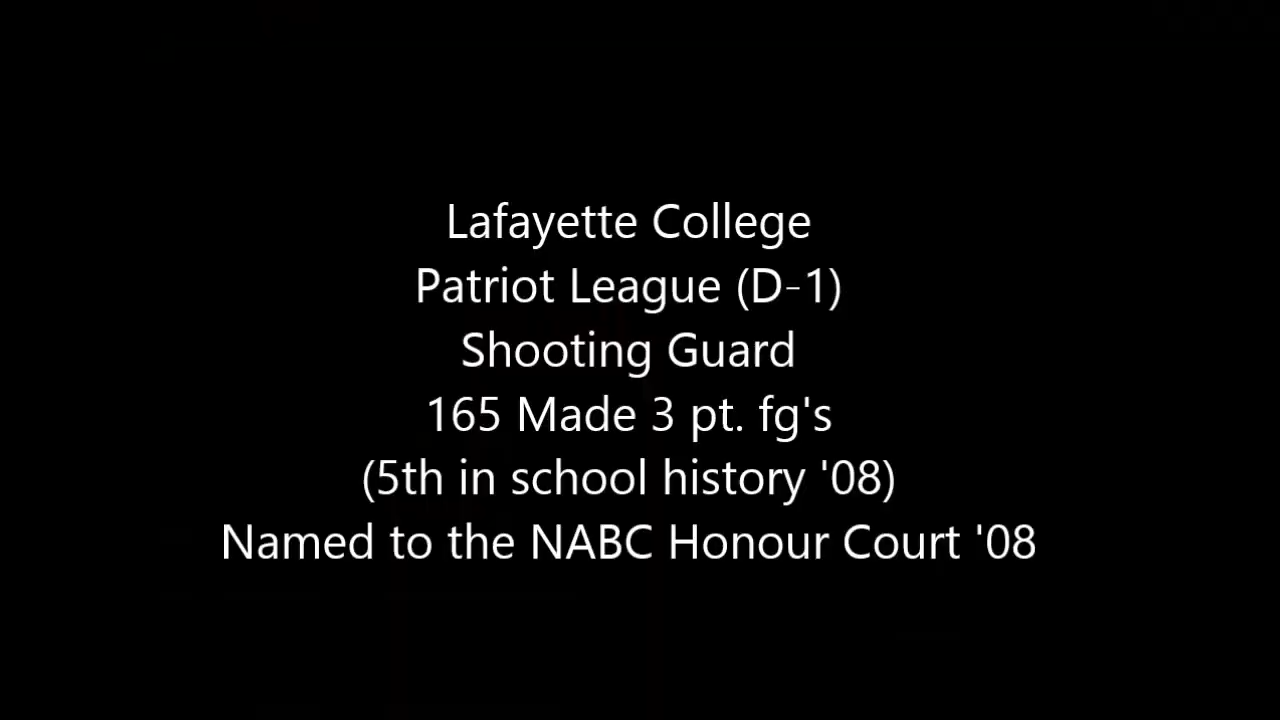 Lafayette College
Patriot League (D-1)
Shooting Guard
165 Made 3 pt. fg's
(5th in school history '08)
Named to the NABC Honour Court '08